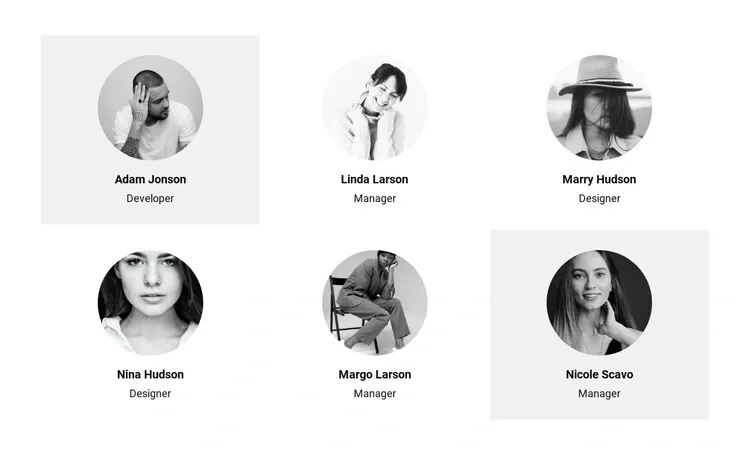 Adam Jonson
Developer
Linda Larson
Manager
Marry Hudson
Designer
Nina Hudson
Designer
Margo Larson
Manager
Nicole Scavo
Manager